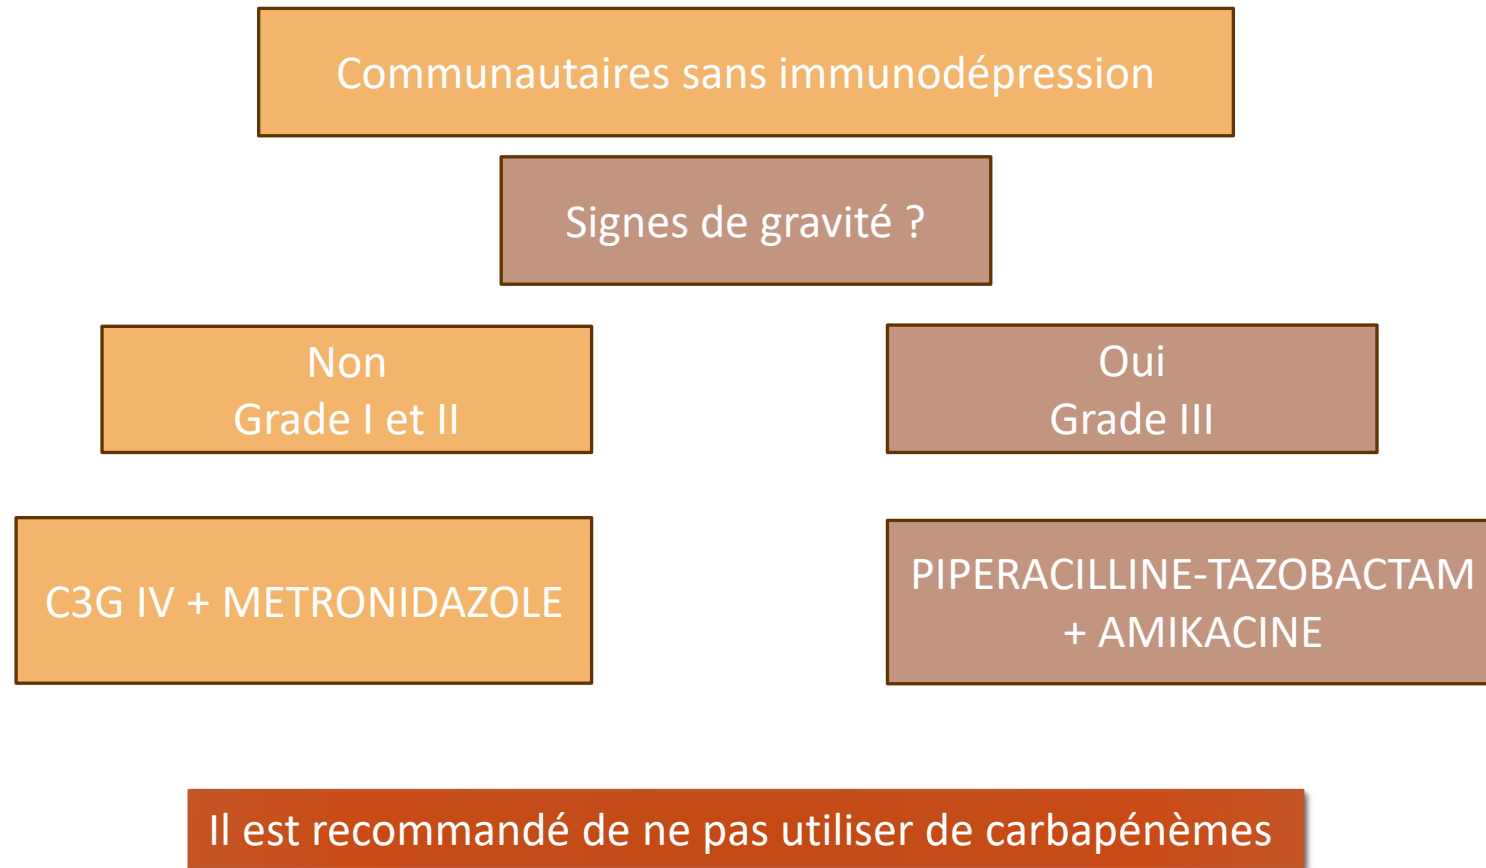 Communautaires sans immunodépression
Signes de gravité ?
Non
Grade I et II
Oui
Grade III
C3G IV + METRONIDAZOLE
PIPERACILLINE-TAZOBACTAM
+ AMIKACINE
Il est recommandé de ne pas utiliser de carbapénèmes